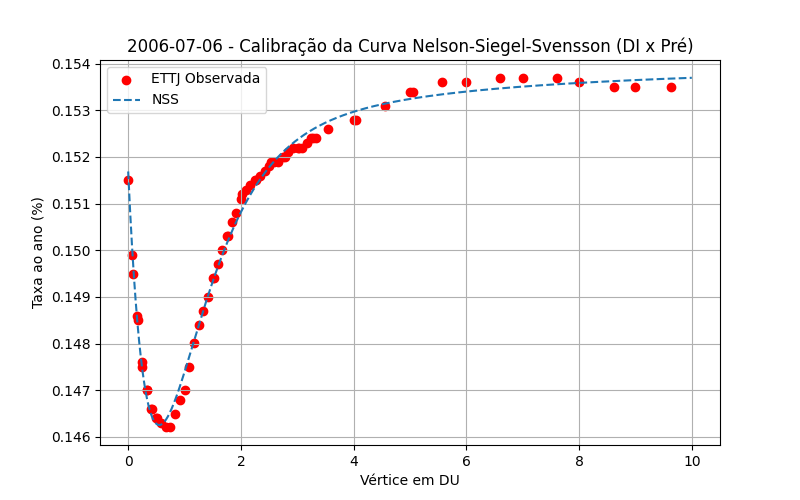 2006-07-06 - Calibração da Curva Nelson-Siegel-Svensson (DI x Pré)
ETTJ Observada
NSS
Taxa ao ano (%)
0.154
0.153
0.152
0.151
0.150
0.149
0.148
0.147
0.146
0 2 4 6 8 10
Vértice em DU